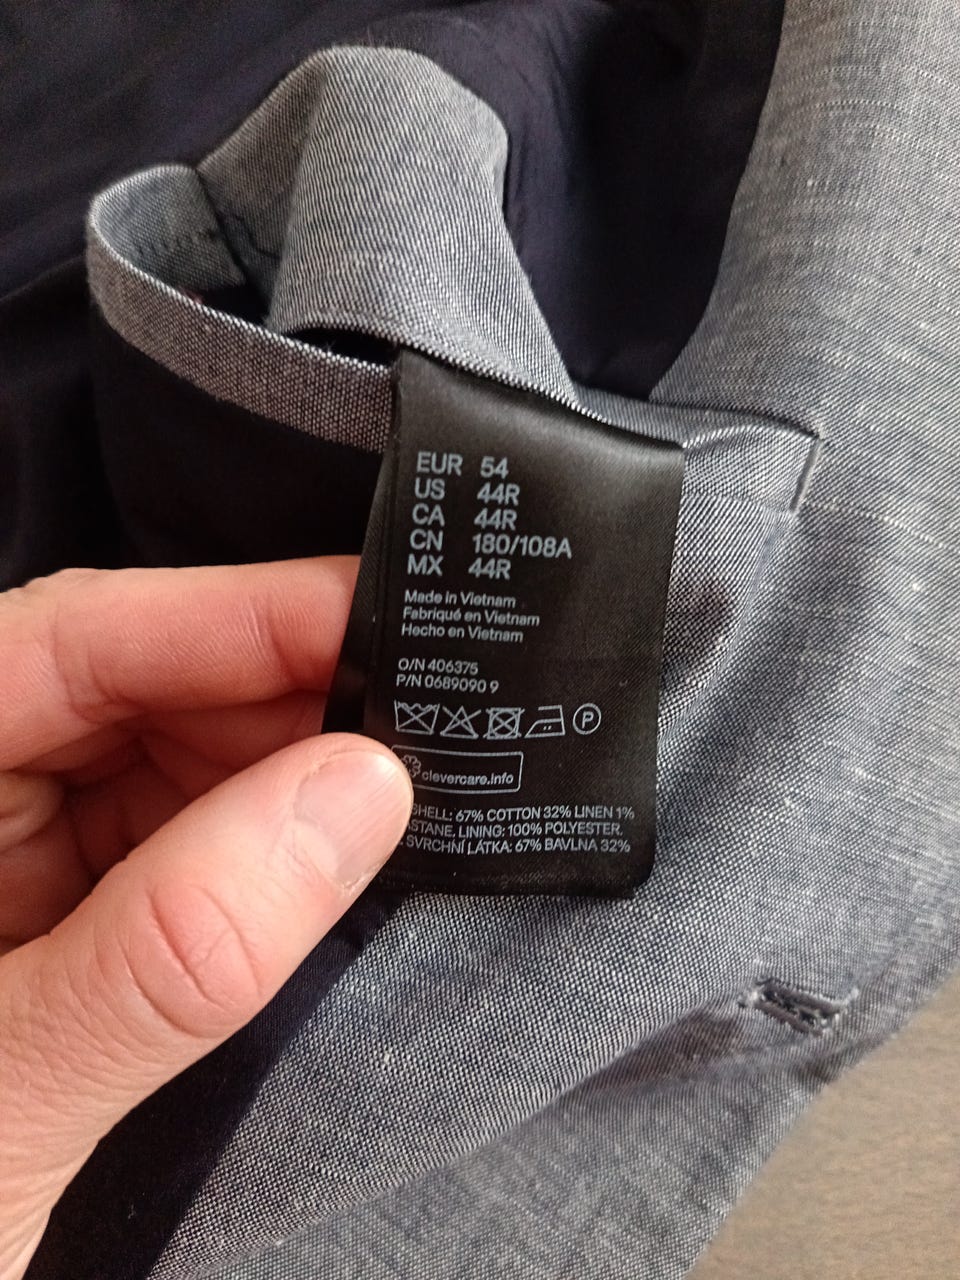 EUR 54
US 44R
CA 44R
CN 180/108A
MX 44R
Made in Vietnam
Fabriqué en Vietnam
Hecho en Vietnam
O/N 406375
P/N 0689090 9
P
clevercare.info
SHELL: 67% COTTON 32% LINEN 1%
LINING: 100% POLYESTER.
SVRCHNÍ LÁTKA: 67% BAVLNA 32%